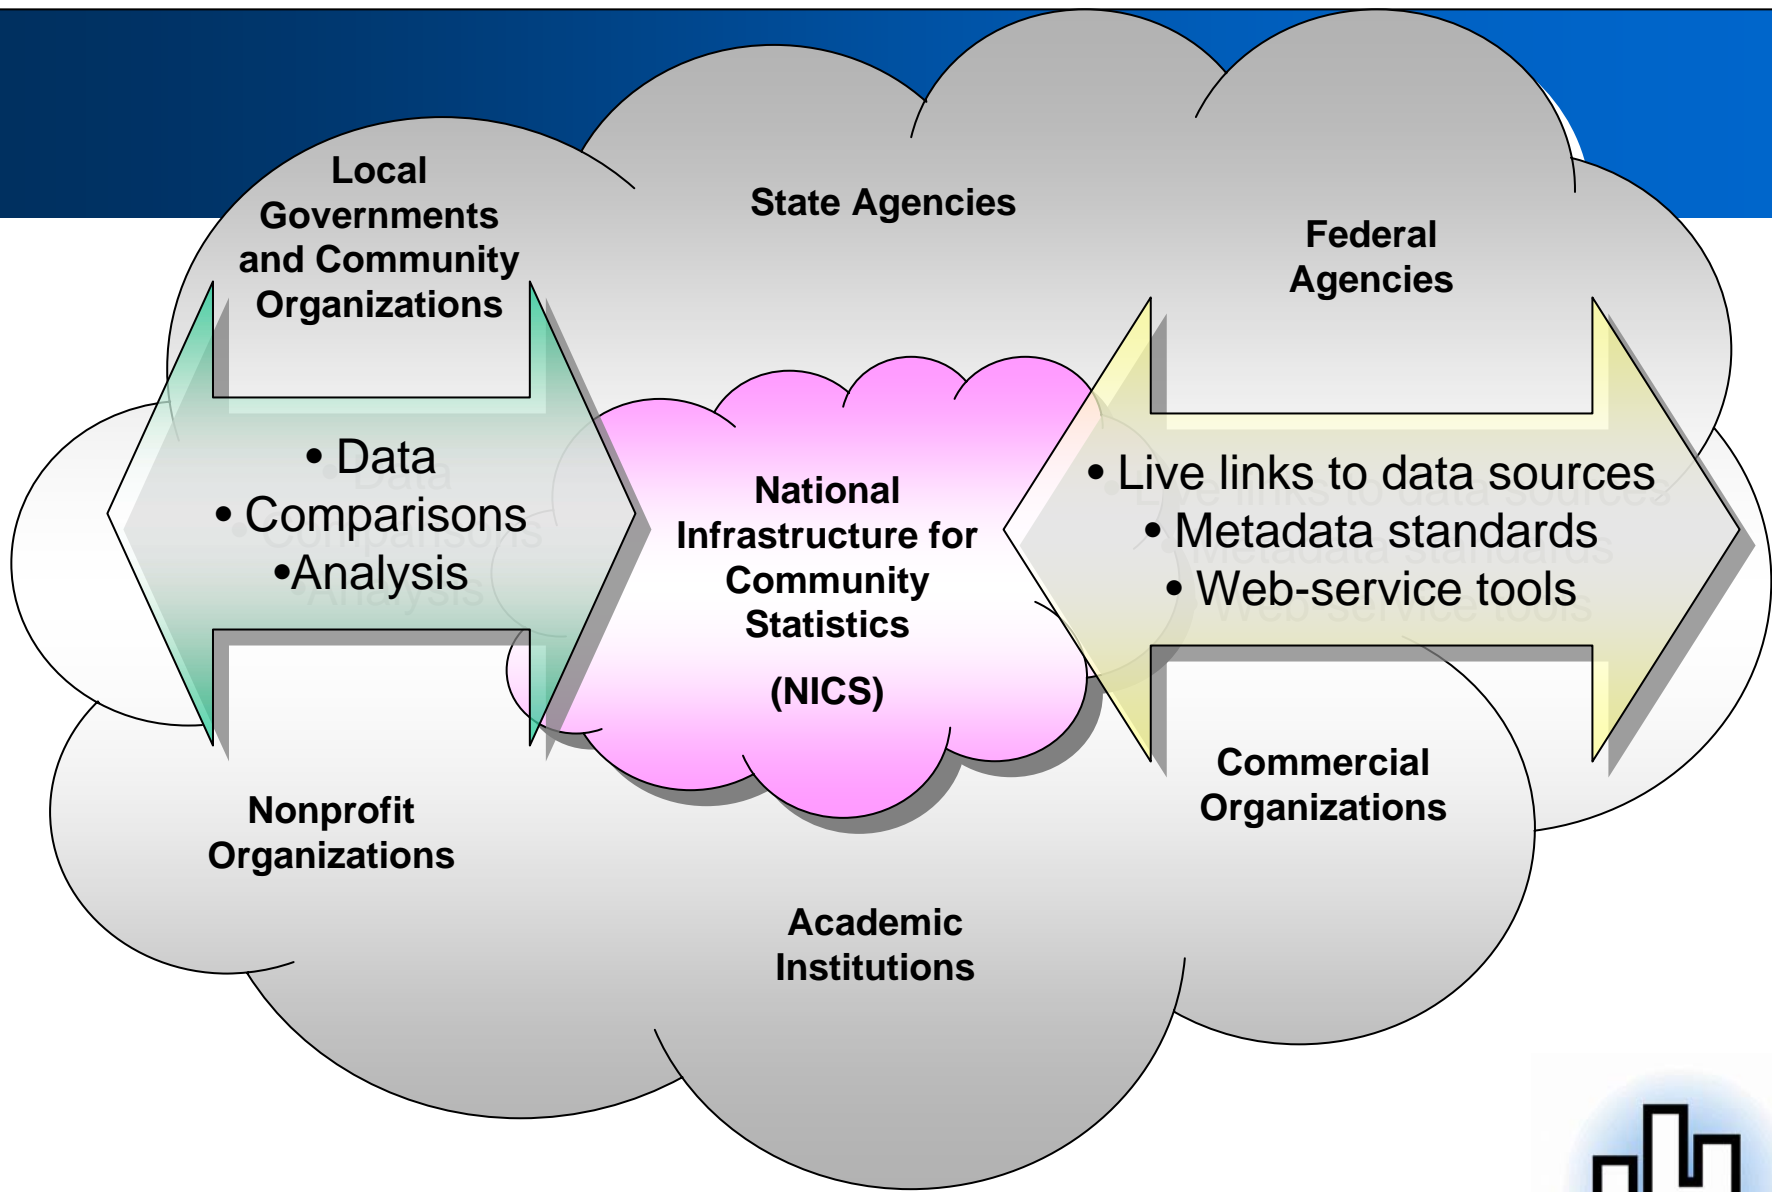 Local
Governments
and Community
Organizations
State Agencies
Federal
Agencies
• Data
• Comparisons
•Analysis
National
Infrastructure for
Community
Statistics
(NICS)
• Live links to data sources
• Metadata standards
• Web-service tools
Nonprofit
Organizations
Academic
Institutions
Commercial
Organizations